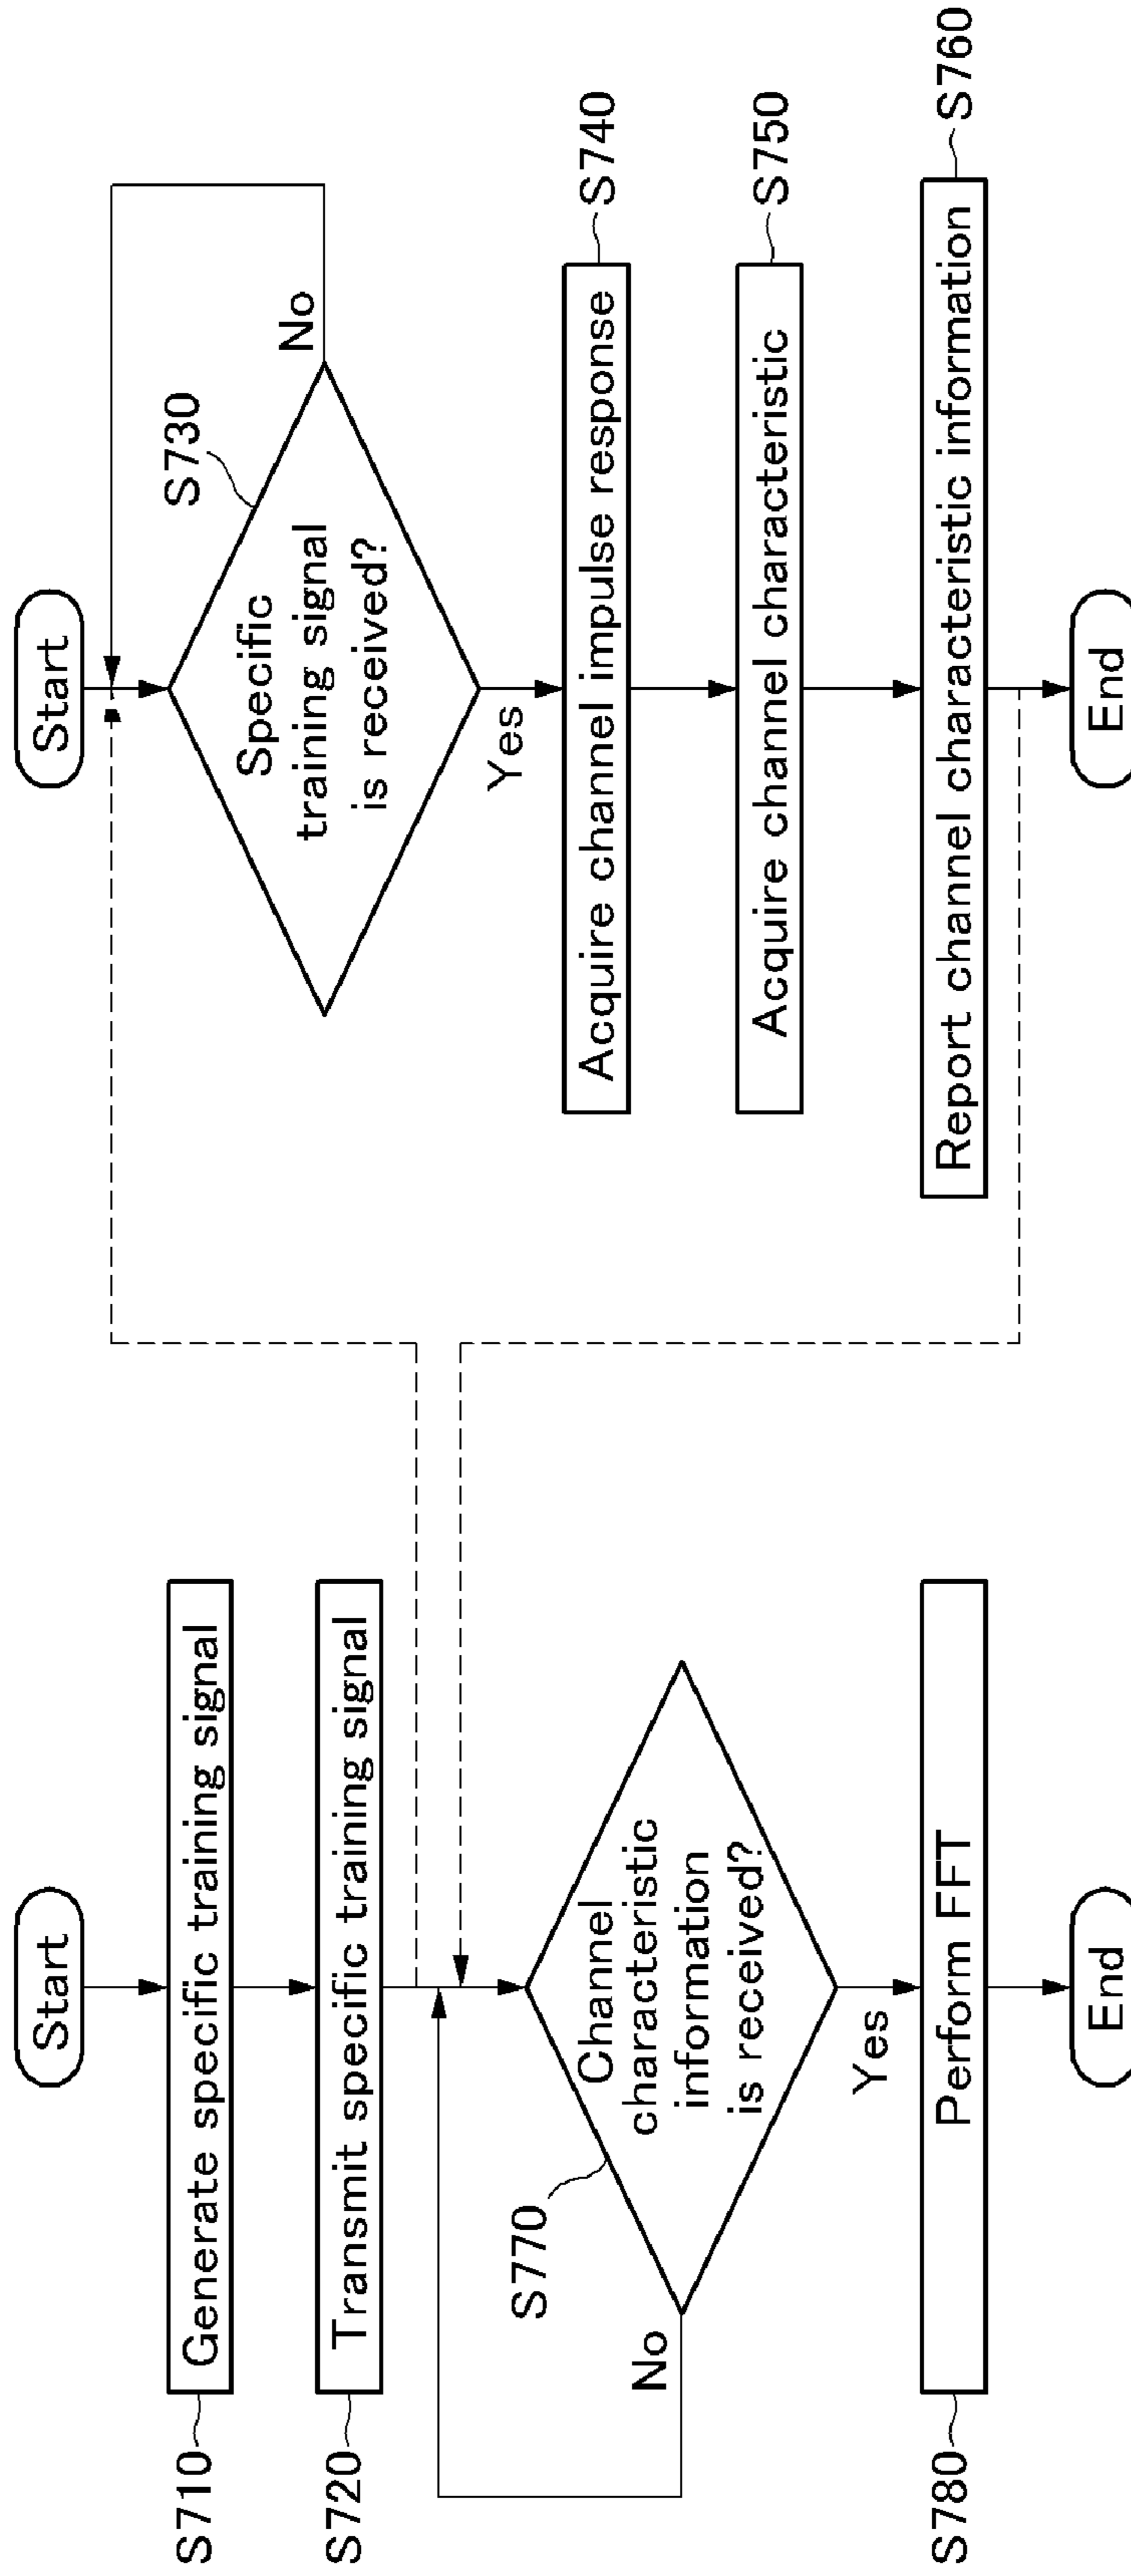 Start
S710
Generate specific training signal
S720
Transmit specific training signal
S770
Channel
characteristic
information
is received?
No
Yes
S780
Perform FFT
End
Start
S730
Specific
training signal
is received?
No
Yes
Acquire channel impulse response
S740
Acquire channel characteristic
S750
Report channel characteristic information
S760
End